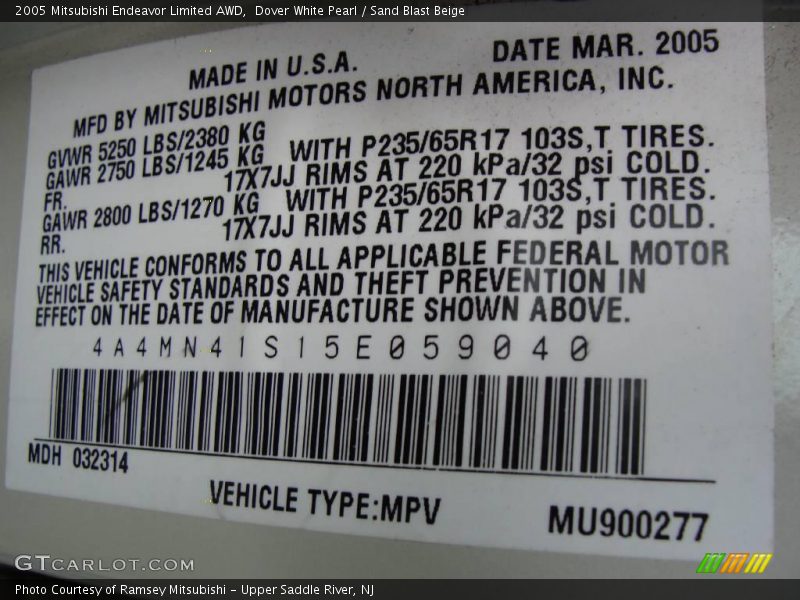 2005 Mitsubishi Endeavor Limited AWD,  Dover White Pearl / Sand Blast Beige
MADE IN U.S.A.
DATE MAR. 2005
MFD BY MITSUBISHI MOTORS NORTH AMERICA, INC.
GVWR 5250 LBS/2380 KG
GAWR 2750 LBS/1245 KG WITH P235/65R17 103S,T TIRES.
FR. 17X7JJ RIMS AT 220 kPa/32 psi COLD.
GAWR 2800 LBS/1270 KG WITH P235/65R17 103S,T TIRES.
RR. 17X7JJ RIMS AT 220 kPa/32 psi COLD.
THIS VEHICLE CONFORMS TO ALL APPLICABLE FEDERAL MOTOR
VEHICLE SAFETY STANDARDS AND THEFT PREVENTION IN
EFFECT ON THE DATE OF MANUFACTURE SHOWN ABOVE.
4A4MN41S15E059040
MDH 032314
VEHICLE TYPE:MPV
MU900277
GTCARLOT.COM
Photo Courtesy of Ramsey Mitsubishi – Upper Saddle River, NJ